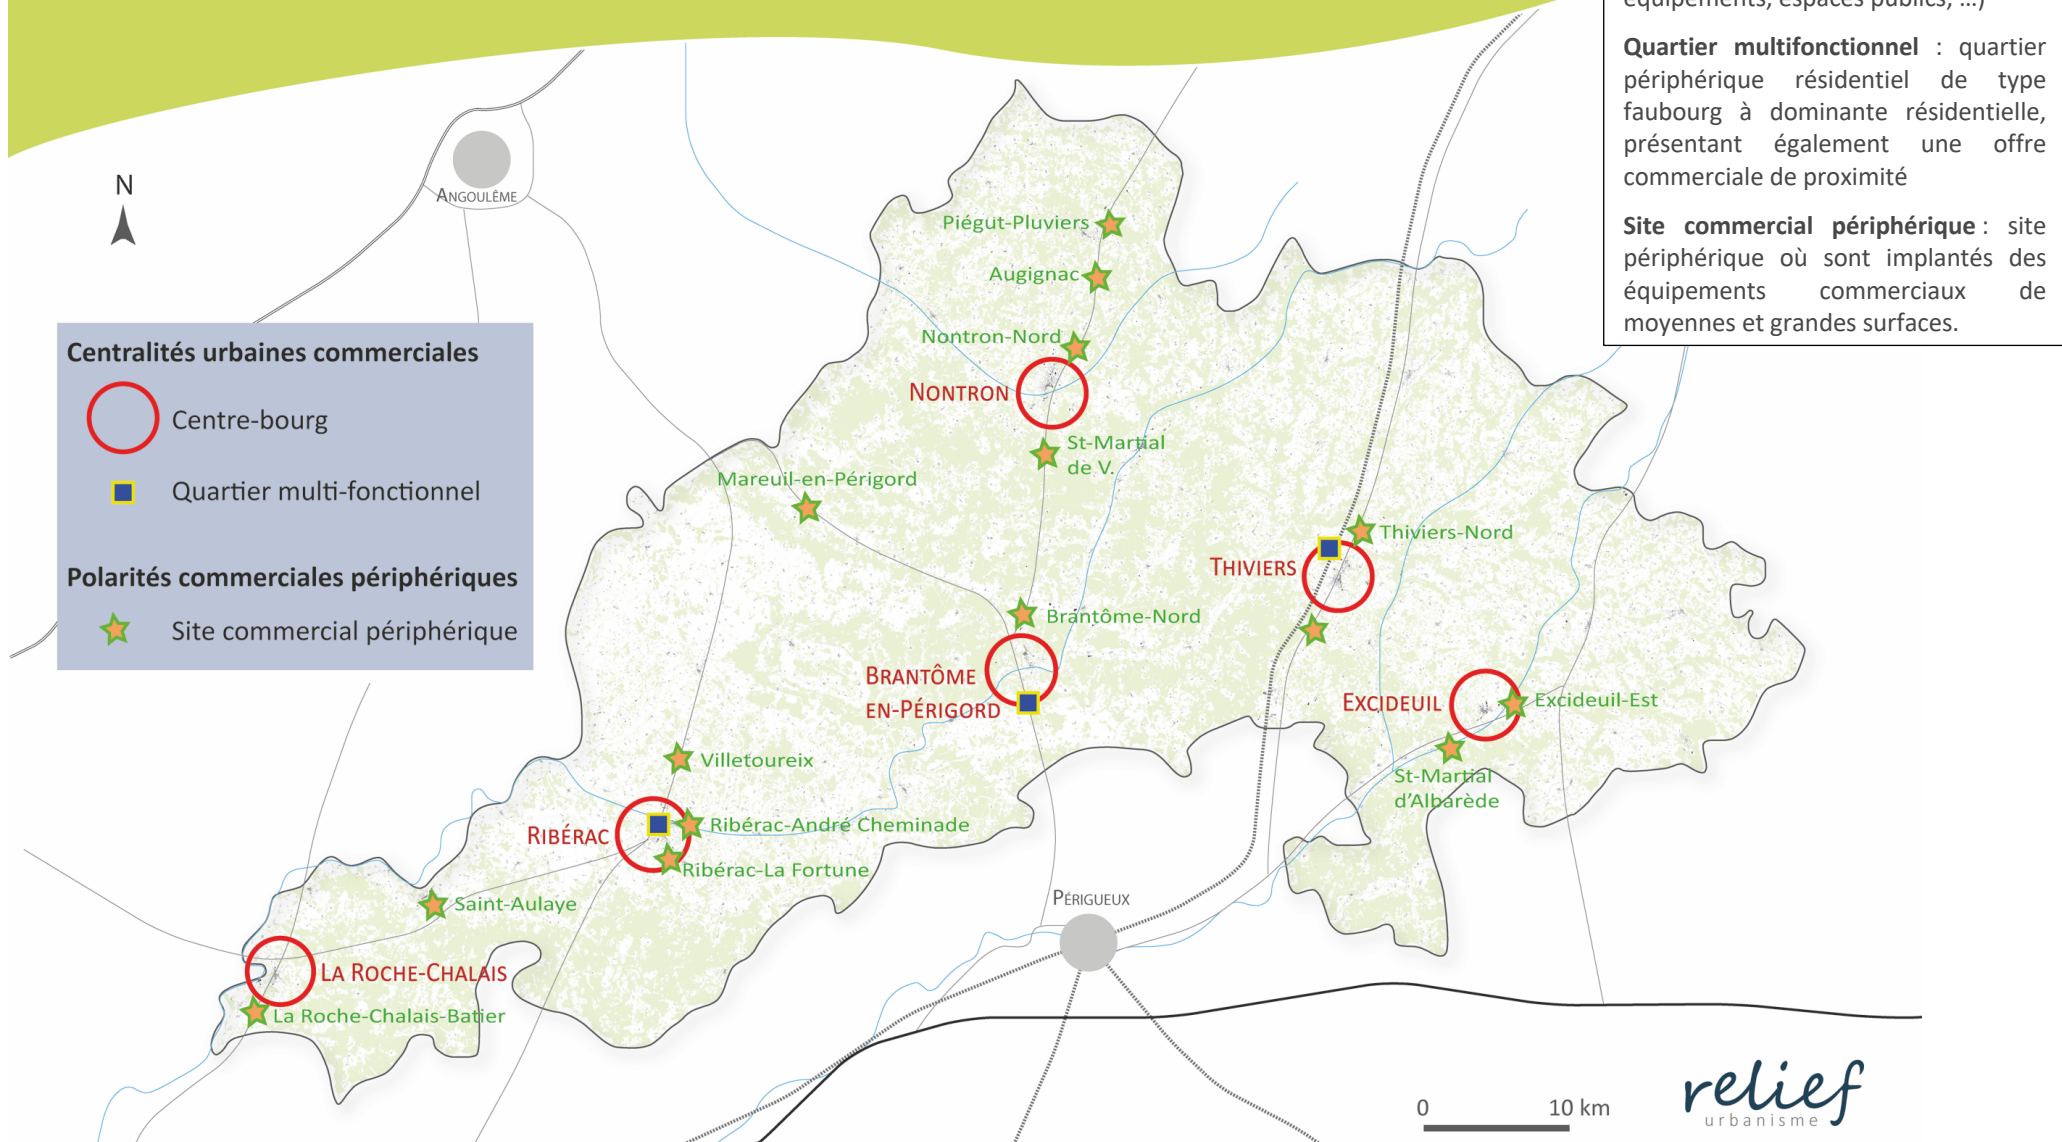 équipements, espaces publics, …)
Quartier multifonctionnel : quartier
périphérique résidentiel de type
faubourg à dominante résidentielle,
présentant également une offre
commerciale de proximité
Site commercial périphérique : site
périphérique où sont implantés des
équipements commerciaux de
moyennes et grandes surfaces.
N
ANGOULÊME
Centralités urbaines commerciales
Centre-bourg
Quartier multi-fonctionnel
Polarités commerciales périphériques
Site commercial périphérique
Piégut-Pluviers
Augignac
Nontron-Nord
NONTRON
St-Martial
de V.
Mareuil-en-Périgord
Thiviers-Nord
THIVIERS
Brantôme-Nord
BRANTÔME
EN-PÉRIGORD
EXCIDEUIL
Excideuil-Est
St-Martial
d'Albarède
Villetoureix
RIBÉRAC
Ribérac-André Cheminade
Ribérac-La Fortune
Saint-Aulaye
PÉRIGUEUX
LA ROCHE-CHALAIS
La Roche-Chalais-Batier
0 10 km
relief
urbanisme